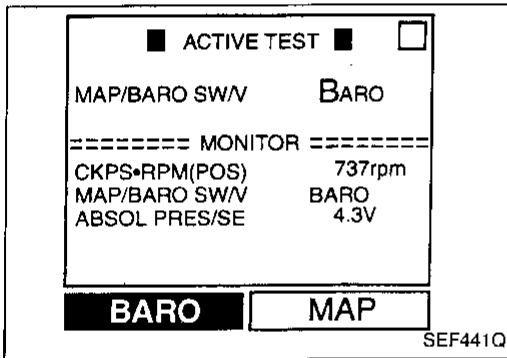 ■ ACTIVE TEST ■ □
MAP/BARO SW/V BARO
======== MONITOR ========
CKPS•RPM(POS) 737rpm
MAP/BARO SW/V BARO
ABSOL PRES/SE 4.3V
BARO MAP
SEF441Q